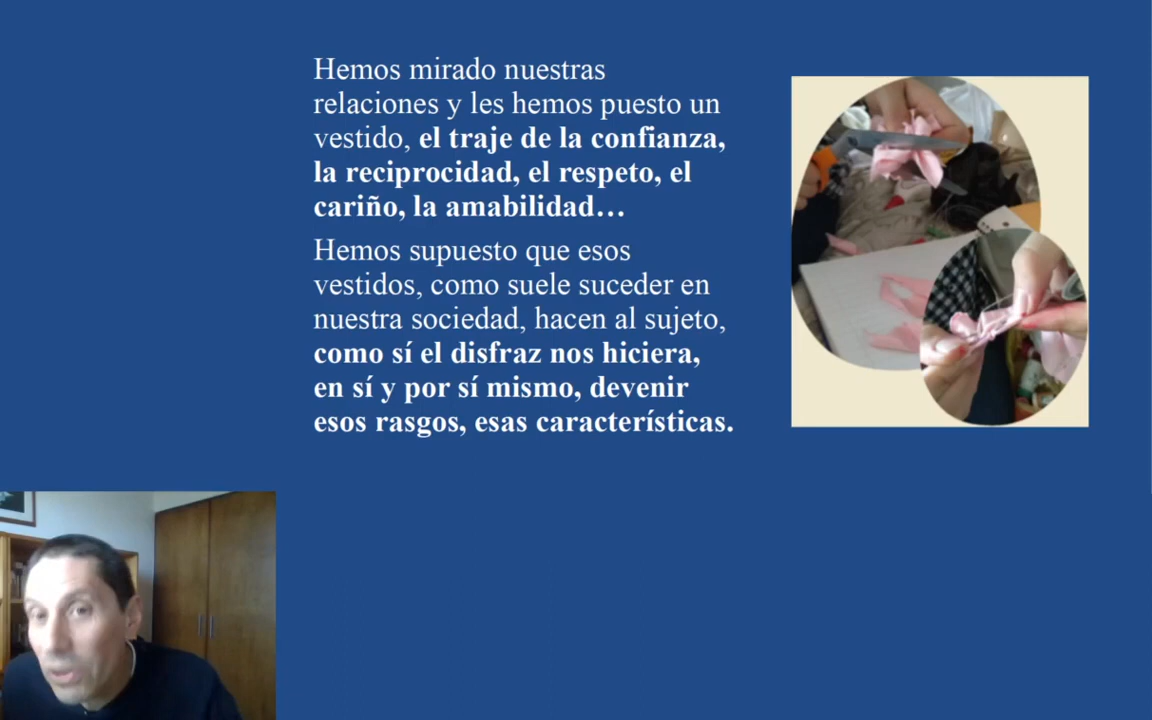 Hemos mirado nuestras
relaciones y les hemos puesto un
vestido, el traje de la confianza,
la reciprocidad, el respeto, el
cariño, la amabilidad…
Hemos supuesto que esos
vestidos, como suele suceder en
nuestra sociedad, hacen al sujeto,
como sí el disfraz nos hiciera,
en sí y por sí mismo, devenir
esos rasgos, esas características.